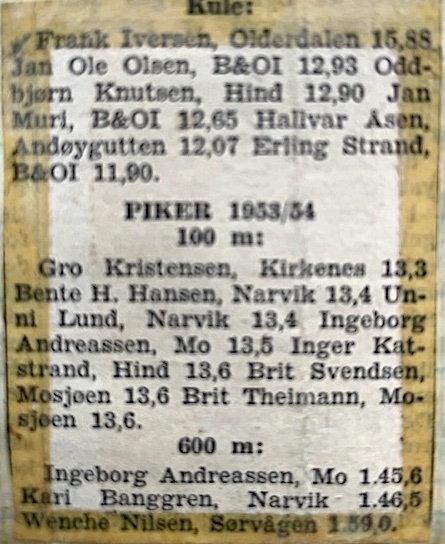 Kule:
Frank Iversen, Olderdalen 15,88
Jan Ole Olsen, B&OI 12,93 Odd-
bjørn Knutsen, Hind 12,90 Jan
Muri, B&OI 12,65 Hallvar Åsen,
Andøygutten 12,07 Erling Strand,
B&OI 11,90.
PIKER 1953/54
100 m:
Gro Kristensen, Kirkenes 13,3
Bente H. Hansen, Narvik 13,4 Un-
ni Lund, Narvik 13,4 Ingeborg
Andreassen, Mo 13,5 Inger Kat-
strand, Hind 13,6 Brit Svendsen,
Mosjøen 13,6 Brit Theimann, Mo-
sjøen 13,6.
600 m:
Ingeborg Andreassen, Mo 1.45,6
Kari Banggren, Narvik 1.46,5
Wenche Nilsen, Sørvågen 1.59,0.